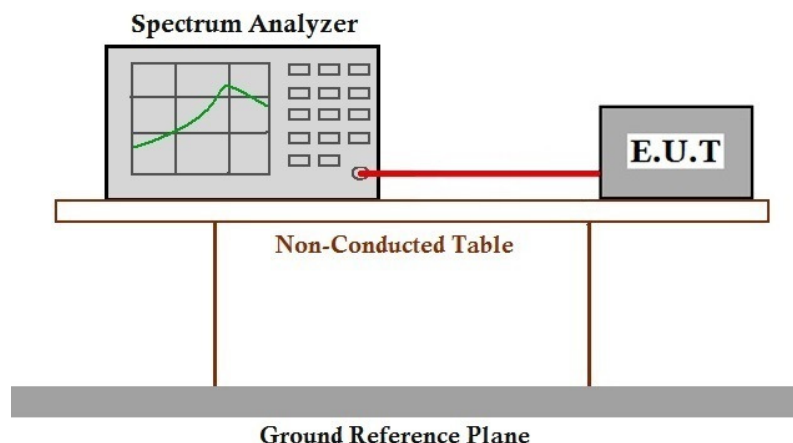 Spectrum Analyzer
E.U.T
Non-Conducted Table
Ground Reference Plane